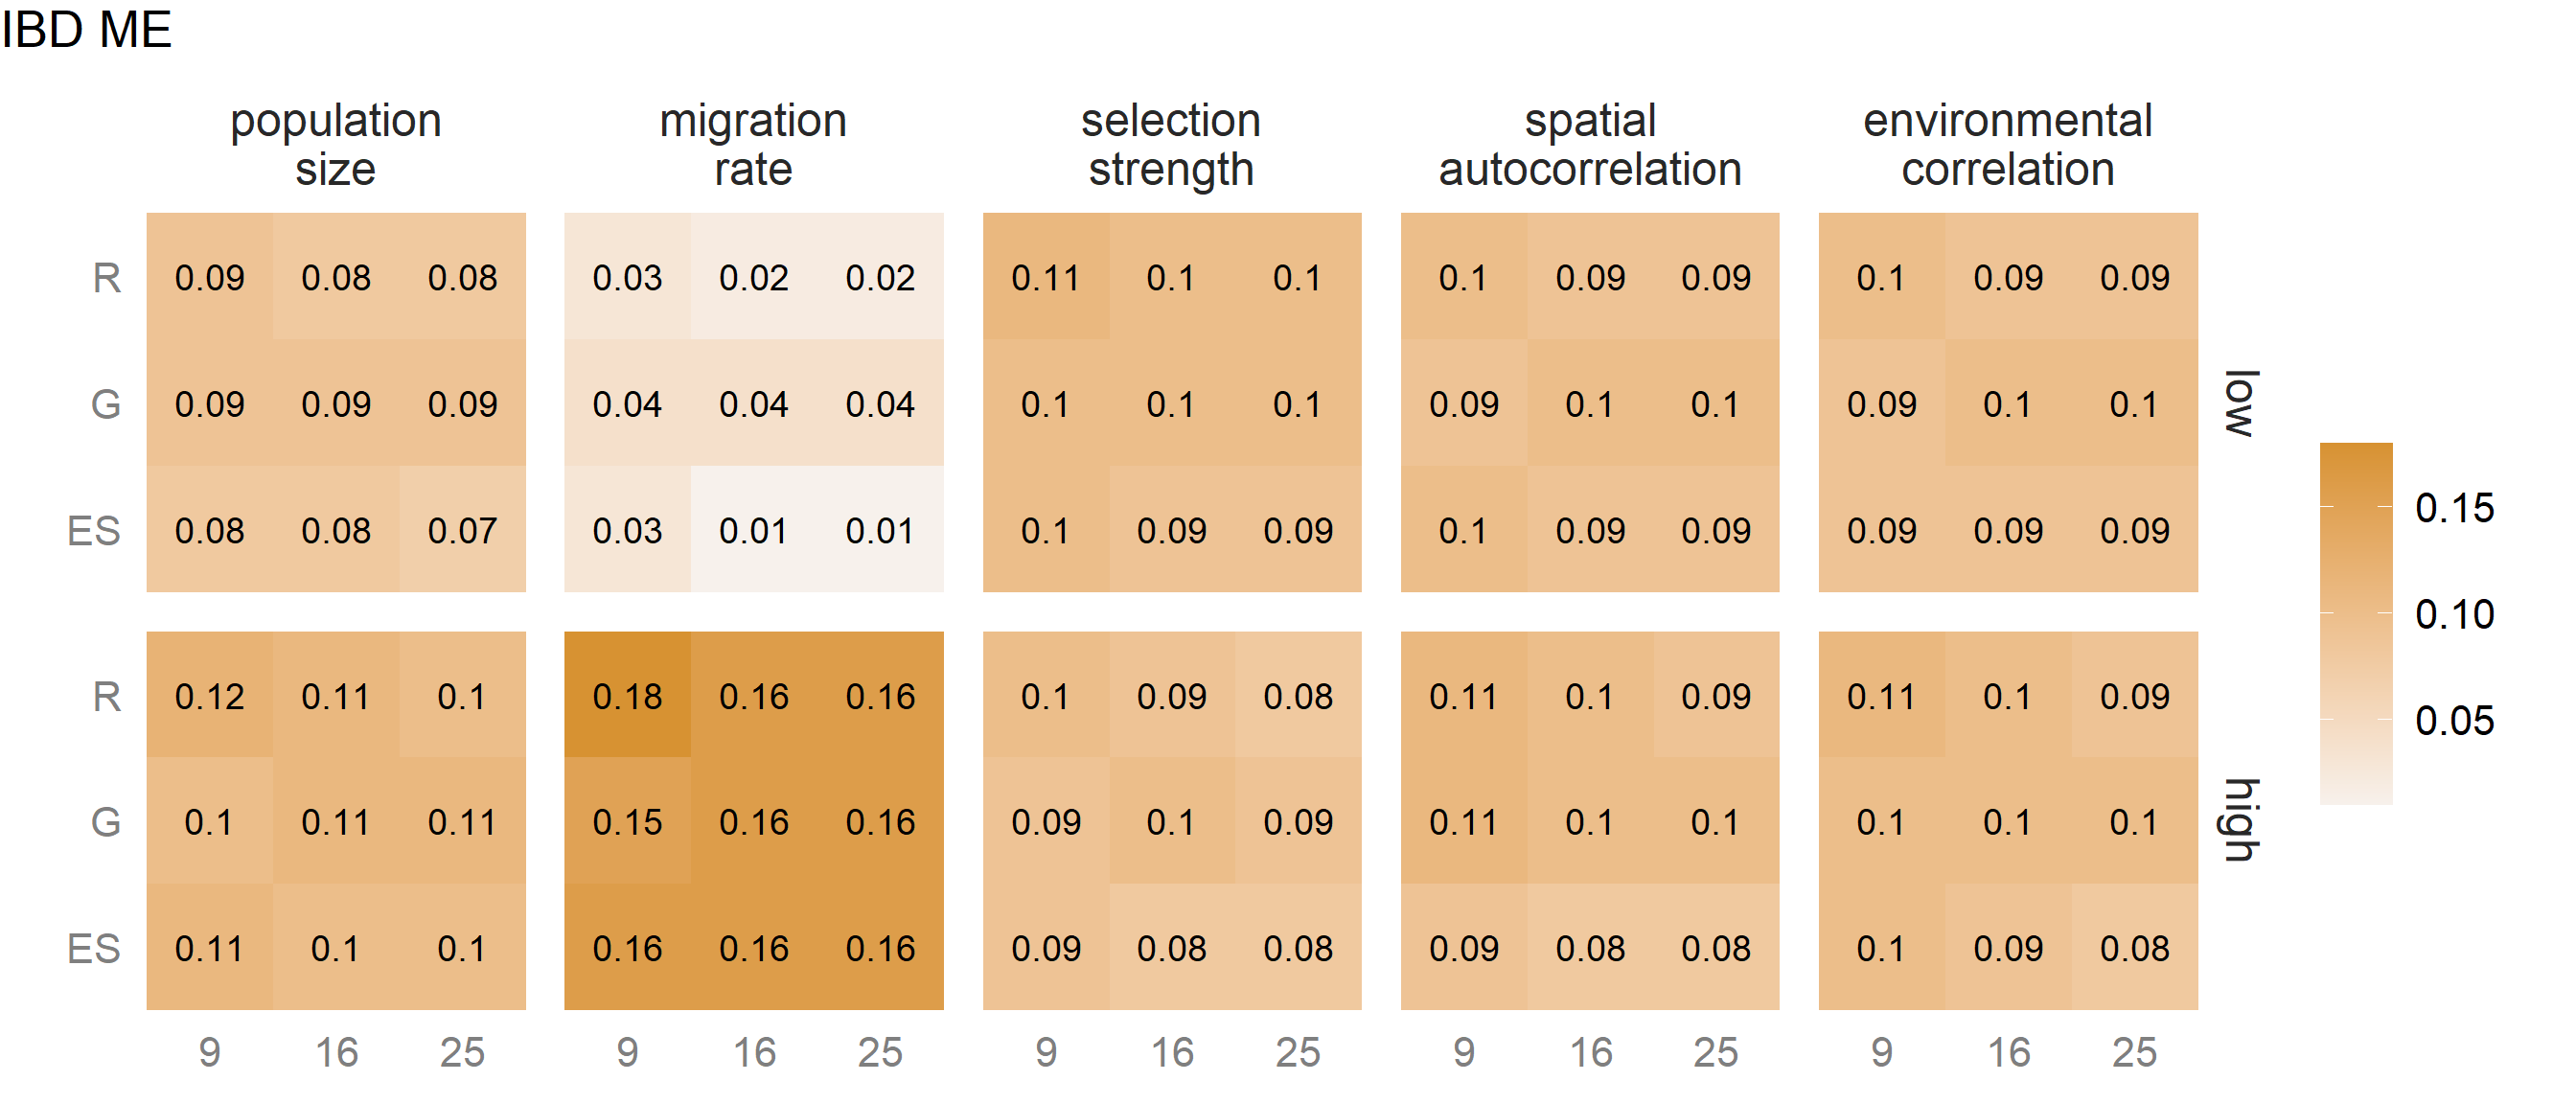 IBD ME
population migration selection spatial environmental
size rate strength autocorrelation correlation
R 0.09 0.08 0.08 0.03 0.02 0.02 0.11 0.1 0.1 0.1 0.09 0.09 0.1 0.09 0.09
G 0.09 0.09 0.09 0.04 0.04 0.04 0.1 0.1 0.1 0.09 0.1 0.1 0.09 0.1 0.1
low
ES 0.08 0.08 0.07 0.03 0.01 0.01 0.1 0.09 0.09 0.1 0.09 0.09 0.09 0.09 0.09
R 0.12 0.11 0.1 0.18 0.16 0.16 0.1 0.09 0.08 0.11 0.1 0.09 0.11 0.1 0.09
G 0.1 0.11 0.11 0.15 0.16 0.16 0.09 0.1 0.09 0.11 0.1 0.1 0.1 0.1 0.1
high
ES 0.11 0.1 0.1 0.16 0.16 0.16 0.09 0.08 0.08 0.09 0.08 0.08 0.1 0.09 0.08
9 16 25 9 16 25 9 16 25 9 16 25 9 16 25
0.15
0.10
0.05